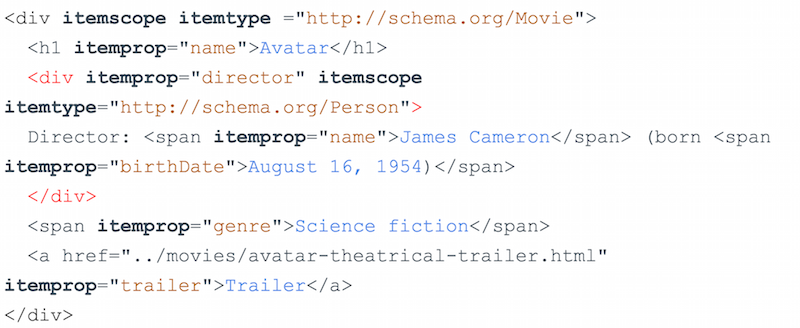 <div itemscope itemtype ="http://schema.org/Movie">
<h1 itemprop="name">Avatar</h1>
<div itemprop="director" itemscope
itemtype="http://schema.org/Person">
Director: <span itemprop="name">James Cameron</span> (born <span
itemprop="birthDate">August 16, 1954)</span>
</div>
<span itemprop="genre">Science fiction</span>
<a href="../movies/avatar-theatrical-trailer.html"
itemprop="trailer">Trailer</a>
</div>